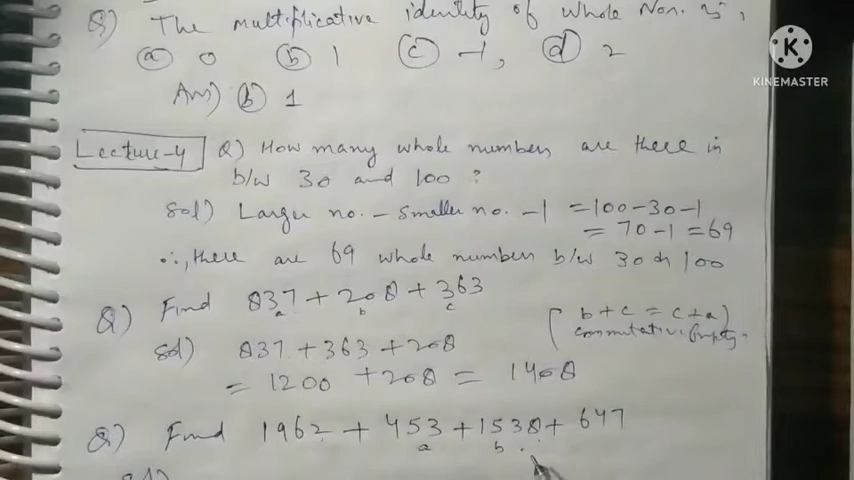 Q) The multiplicative identity of whole Nos. is,
(a) 0 (b) 1 (c) -1, (d) 2
Ans) (b) 1
Lecture-4 Q) How many whole numbers are there in
b/w 30 and 100 ?
Sol) Larger no. - smaller no. -1 = 100-30-1
= 70-1 = 69
∴, there are 69 whole numbers b/w 30 & 100
Q) Find 837 + 208 + 363
a b c
( b+c = c+a )
commutative
Sol) 837 + 363 + 208
= 1200 + 208 = 1408
Q) Find 1962 + 453 + 1538 + 647
a b
Sol)
K
KINEMASTER